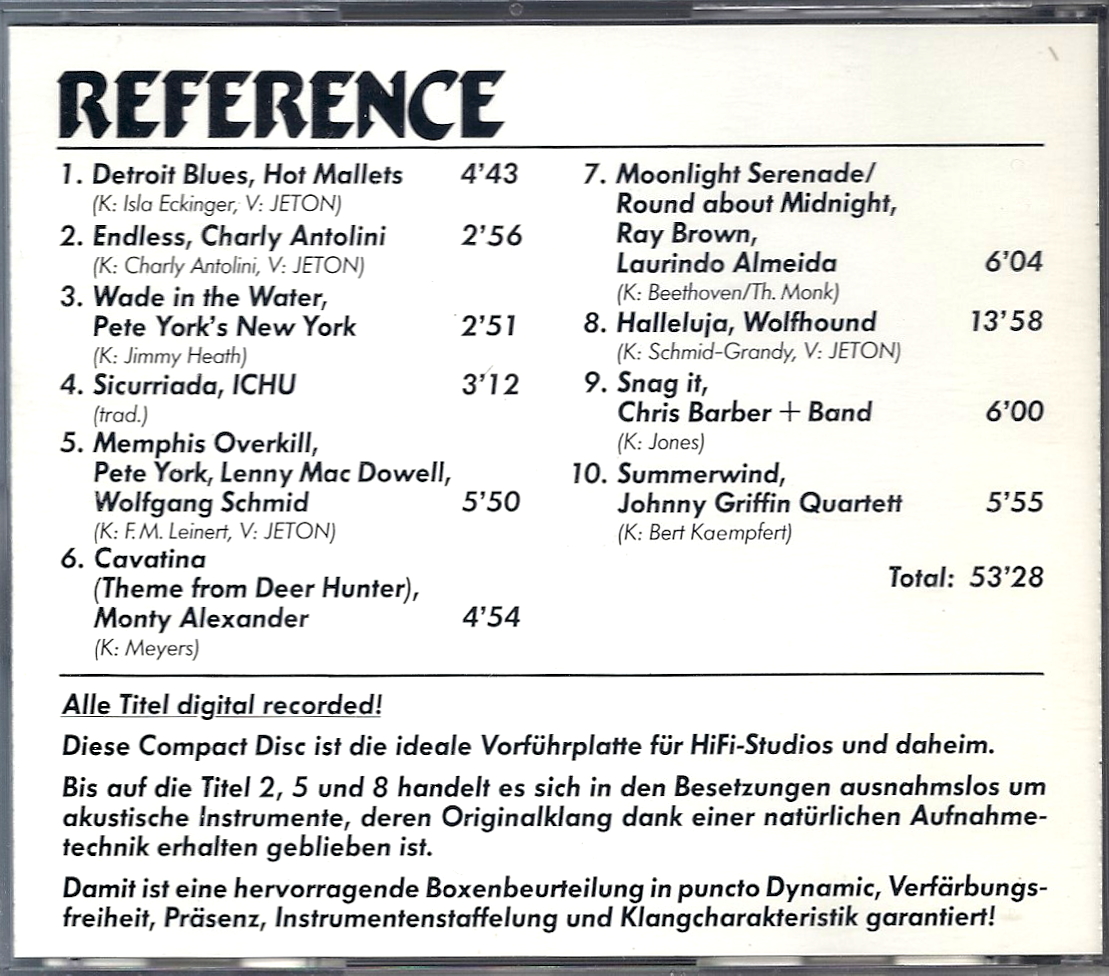 REFERENCE
1. Detroit Blues, Hot Mallets 4'43
(K: Isla Eckinger, V: JETON)
2. Endless, Charly Antolini 2'56
(K: Charly Antolini, V: JETON)
3. Wade in the Water,
Pete York's New York 2'51
(K: Jimmy Heath)
4. Sicurriada, ICHU 3'12
(trad.)
5. Memphis Overkill,
Pete York, Lenny Mac Dowell,
Wolfgang Schmid 5'50
(K: F.M. Leinert, V: JETON)
6. Cavatina
(Theme from Deer Hunter),
Monty Alexander 4'54
(K: Meyers)
7. Moonlight Serenade/
Round about Midnight,
Ray Brown,
Laurindo Almeida 6'04
(K: Beethoven/Th. Monk)
8. Halleluja, Wolfhound 13'58
(K: Schmid-Grandy, V: JETON)
9. Snag it,
Chris Barber + Band 6'00
(K: Jones)
10. Summerwind,
Johnny Griffin Quartett 5'55
(K: Bert Kaempfert)
Total: 53'28
Alle Titel digital recorded!
Diese Compact Disc ist die ideale Vorführplatte für HiFi-Studios und daheim.
Bis auf die Titel 2, 5 und 8 handelt es sich in den Besetzungen ausnahmslos um
akustische Instrumente, deren Originalklang dank einer natürlichen Aufnahme-
technik erhalten geblieben ist.
Damit ist eine hervorragende Boxenbeurteilung in puncto Dynamic, Verfärbungs-
freiheit, Präsenz, Instrumentenstaffelung und Klangcharakteristik garantiert!